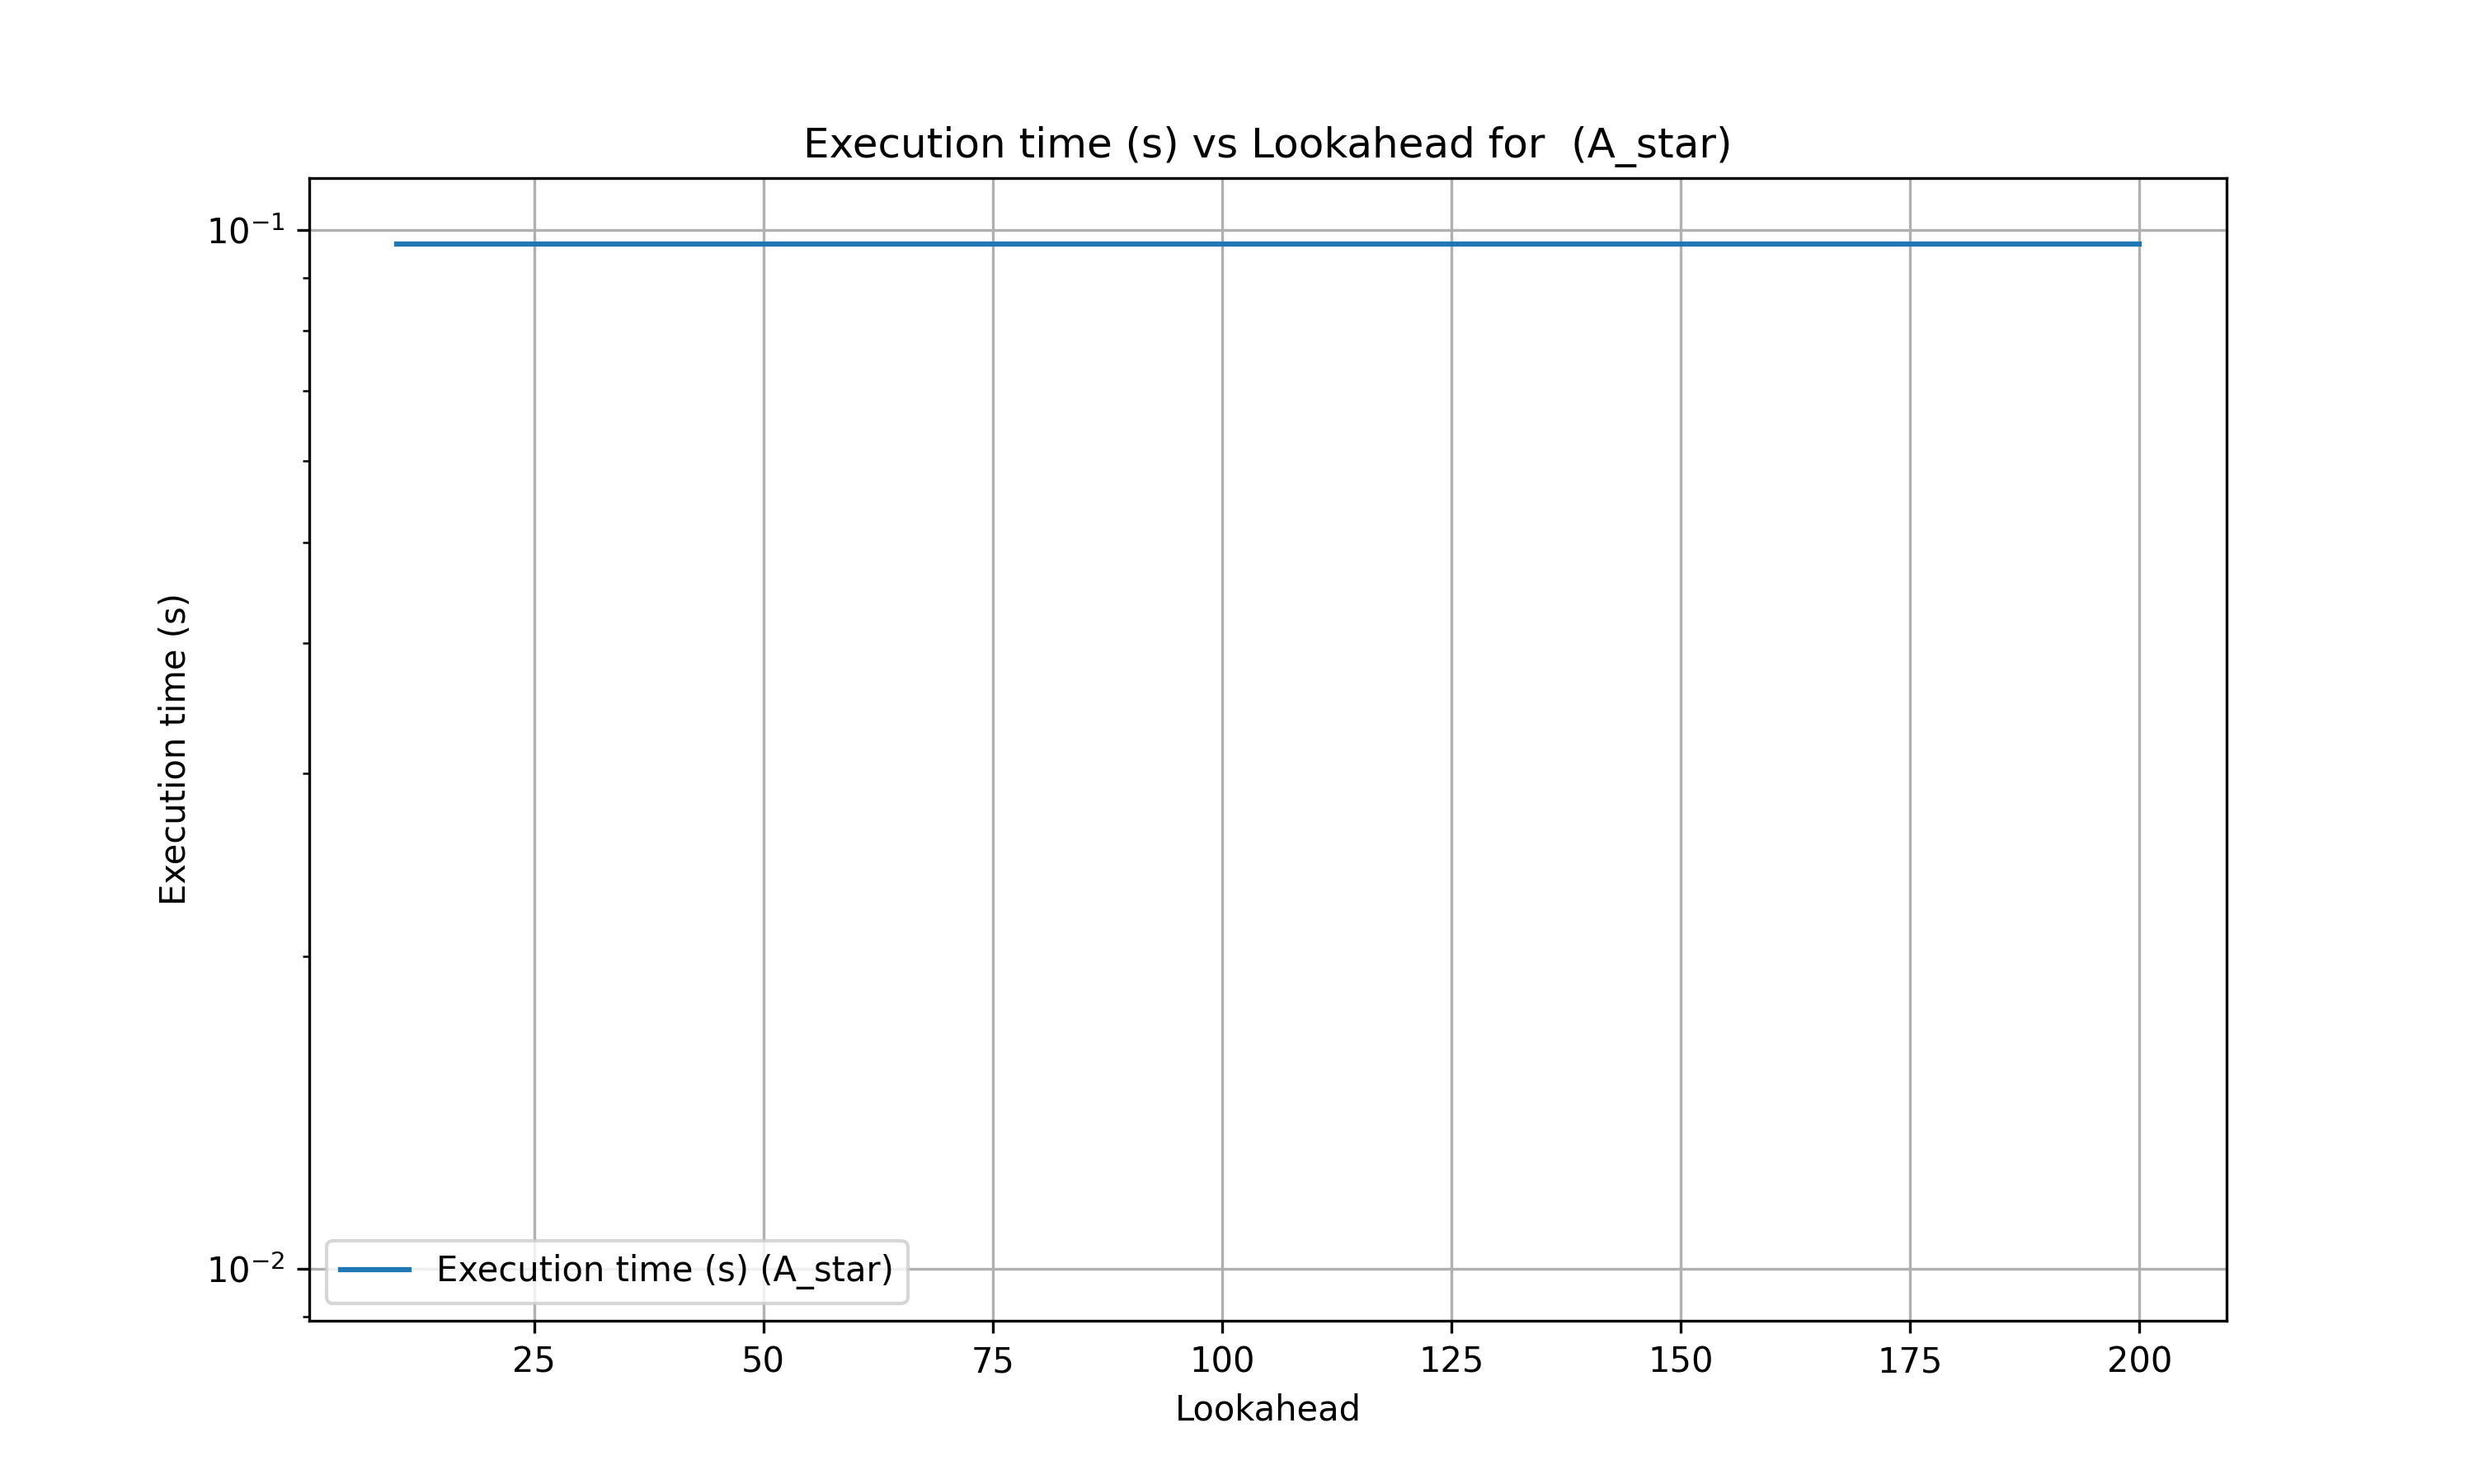 Execution time (s) vs Lookahead for  (A_star)
Execution time (s)
10⁻¹
10⁻²
Execution time (s) (A_star)
25 50 75 100 125 150 175 200
Lookahead